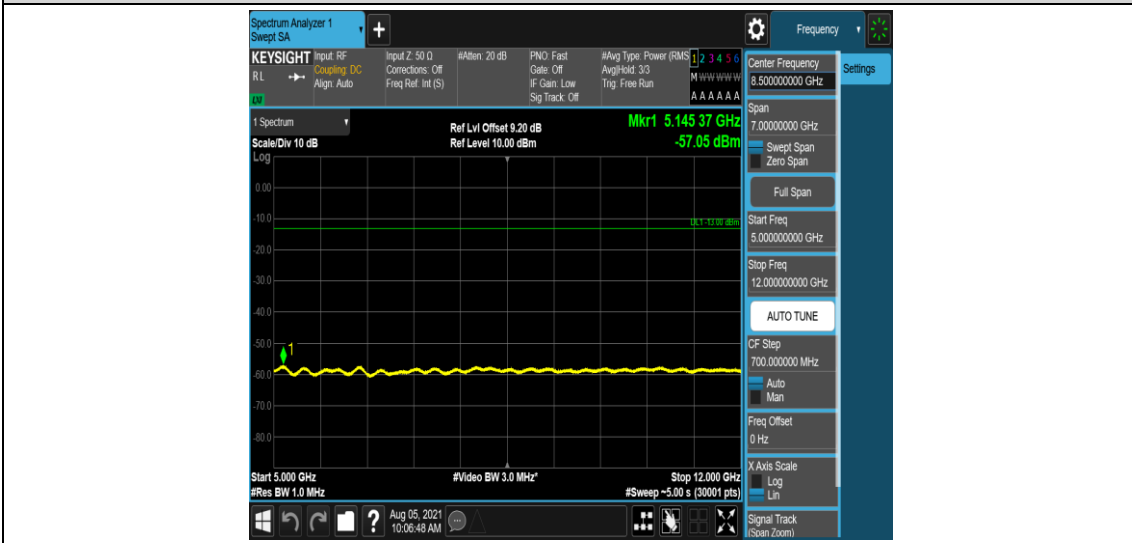 Spectrum Analyzer 1
Swept SA
+
Frequency
KEYSIGHT
RL
LXI
Input: RF
Coupling: DC
Align: Auto
Input Z: 50 Ω
Corrections: Off
Freq Ref: Int (S)
#Atten: 20 dB
PNO: Fast
Gate: Off
IF Gain: Low
Sig Track: Off
#Avg Type: Power (RMS
Avg|Hold: 3/3
Trig: Free Run
1 2 3 4 5 6
M W W W W W
A A A A A A
1 Spectrum
Scale/Div 10 dB
Log
Ref Lvl Offset 9.20 dB
Ref Level 10.00 dBm
Mkr1 5.145 37 GHz
-57.05 dBm
0.00
-10.0
DL1 -13.00 dBm
-20.0
-30.0
-40.0
-50.0
1
-60.0
-70.0
-80.0
Start 5.000 GHz
#Res BW 1.0 MHz
#Video BW 3.0 MHz*
Stop 12.000 GHz
#Sweep ~5.00 s (30001 pts)
?
Aug 05, 2021
10:06:48 AM
Center Frequency
8.500000000 GHz
Settings
Span
7.00000000 GHz
Swept Span
Zero Span
Full Span
Start Freq
5.000000000 GHz
Stop Freq
12.000000000 GHz
AUTO TUNE
CF Step
700.000000 MHz
Auto
Man
Freq Offset
0 Hz
X Axis Scale
Log
Lin
Signal Track
(Span Zoom)